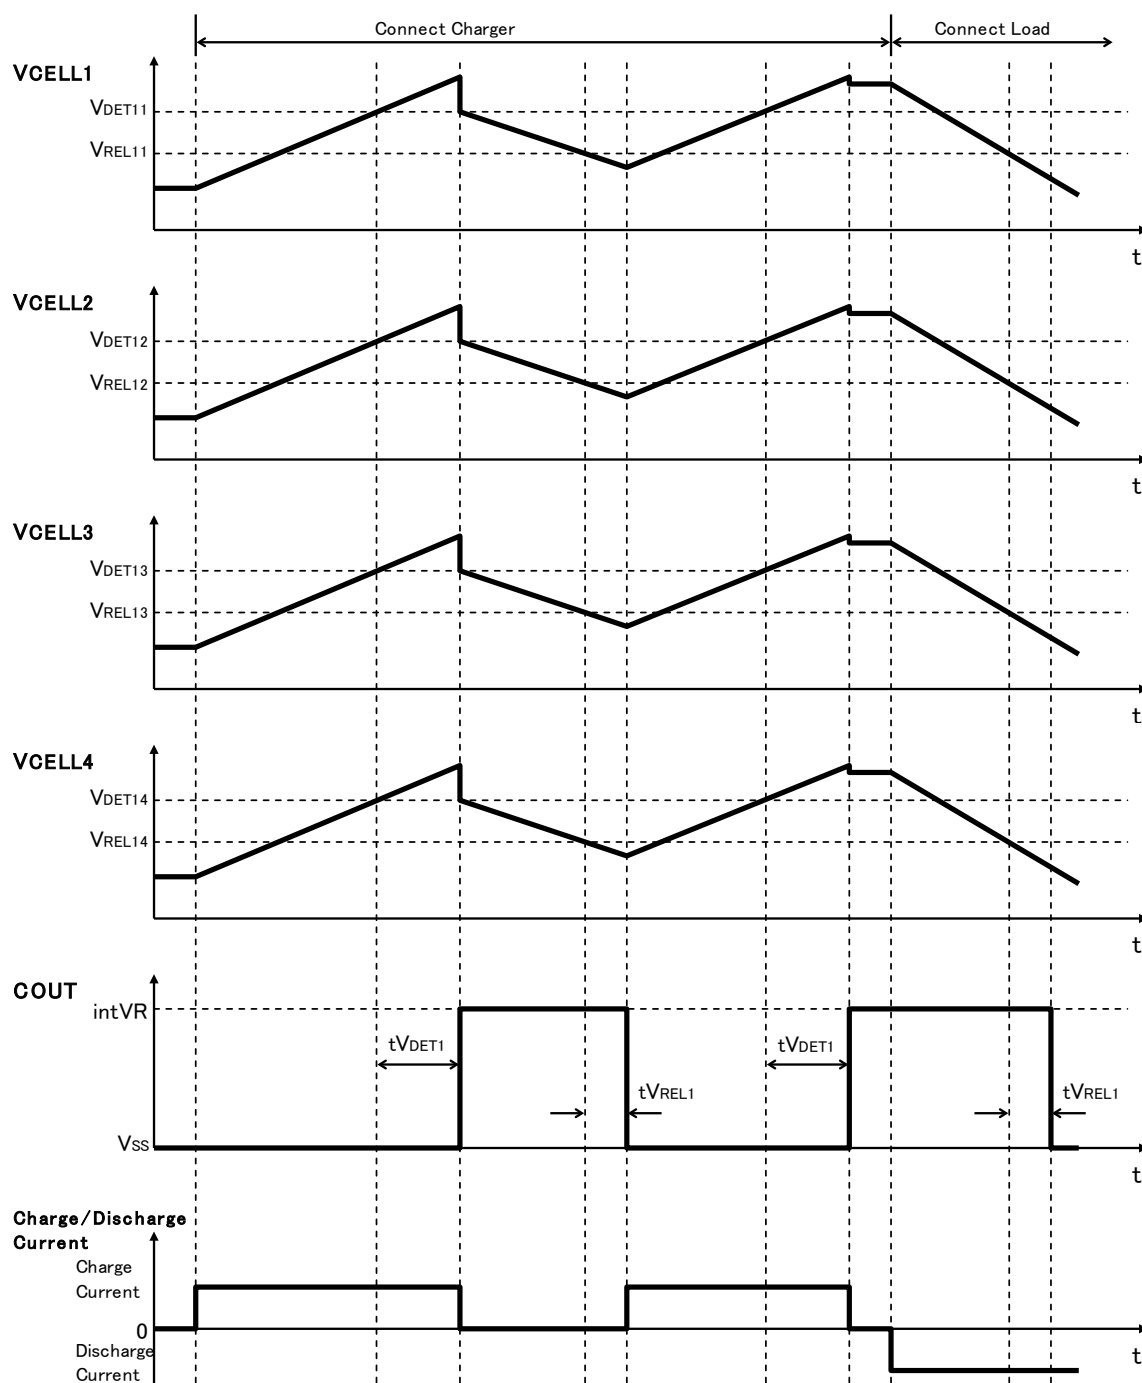 Connect Charger
Connect Load
VCELL1
VDET11
VREL11
t
VCELL2
VDET12
VREL12
t
VCELL3
VDET13
VREL13
t
VCELL4
VDET14
VREL14
t
COUT
intVR
tVDET1
tVDET1
tVREL1
tVREL1
VSS
t
Charge/Discharge
Current
Charge
Current
0
Discharge
Current
t